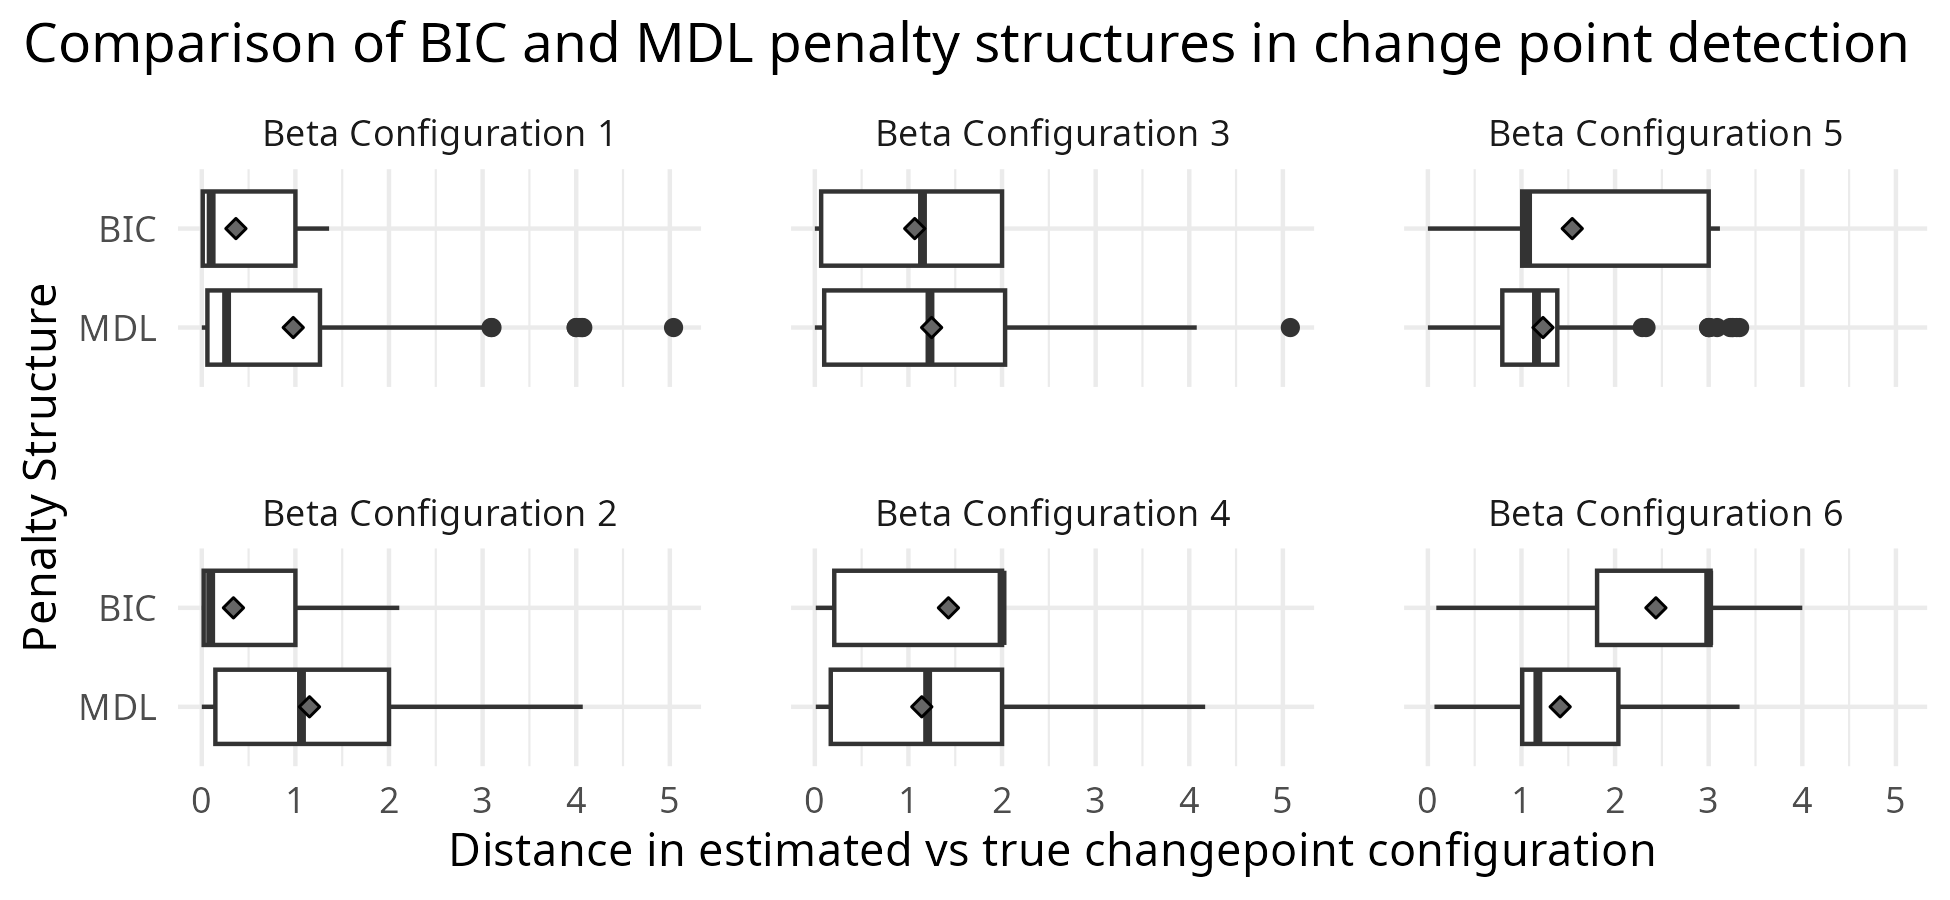 Comparison of BIC and MDL penalty structures in change point detection
Beta Configuration 1
Beta Configuration 3
Beta Configuration 5
BIC
MDL
Penalty Structure
Beta Configuration 2
Beta Configuration 4
Beta Configuration 6
BIC
MDL
0 1 2 3 4 5
0 1 2 3 4 5
0 1 2 3 4 5
Distance in estimated vs true changepoint configuration